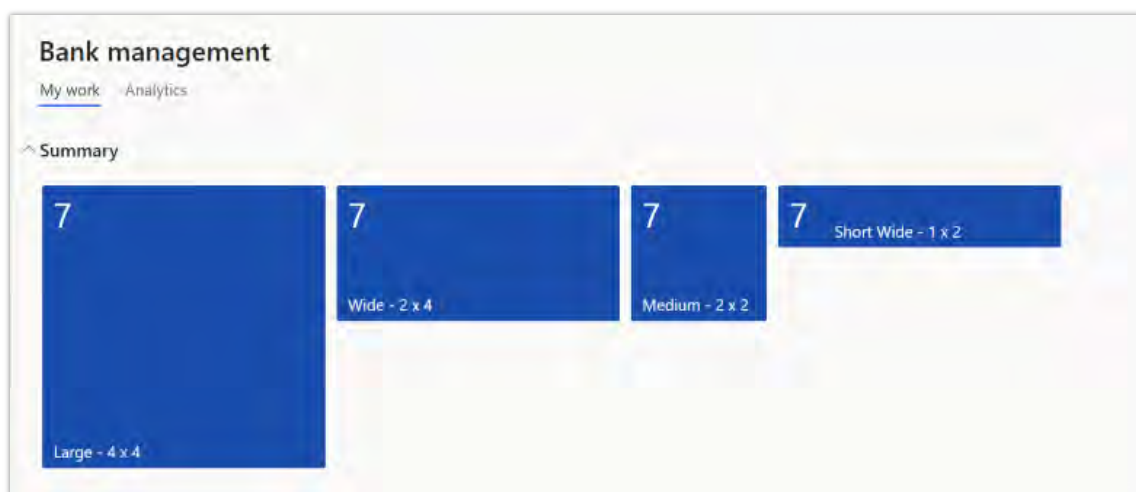 Bank management
My work Analytics
Summary
7
Large - 4 x 4
7
Wide - 2 x 4
7
Medium - 2 x 2
7 Short Wide - 1 x 2